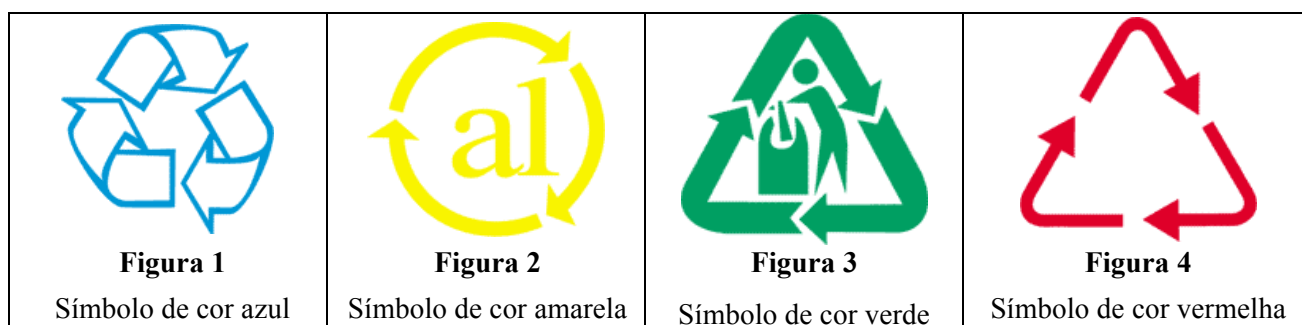 al
Figura 1
Símbolo de cor azul
Figura 2
Símbolo de cor amarela
Figura 3
Símbolo de cor verde
Figura 4
Símbolo de cor vermelha